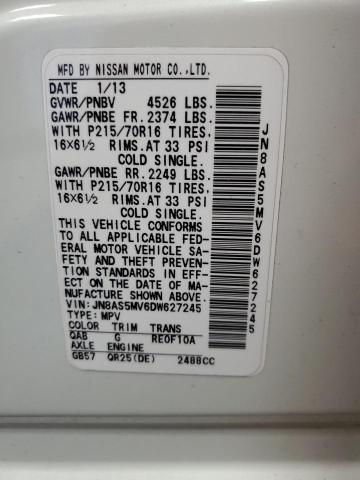 MFD BY NISSAN MOTOR CO.,LTD.
DATE 1/13
GVWR/PNBV 4526 LBS.
GAWR/PNBE FR. 2374 LBS.
WITH P215/70R16 TIRES,
16X6½ RIMS. AT 33 PSI
COLD SINGLE.
GAWR/PNBE RR. 2249 LBS.
WITH P215/70R16 TIRES,
16X6½ RIMS. AT 33 PSI
COLD SINGLE.
THIS VEHICLE CONFORMS
TO ALL APPLICABLE FED-
ERAL MOTOR VEHICLE SA-
FETY AND THEFT PREVEN-
TION STANDARDS IN EFF-
ECT ON THE DATE OF MA-
NUFACTURE SHOWN ABOVE.
VIN: JN8AS5MV6DW627245
TYPE: MPV
COLOR TRIM TRANS
QAB G RE0F10A
AXLE ENGINE
GB57 QR25(DE) 2488CC
JN8AS5MV6DW627245